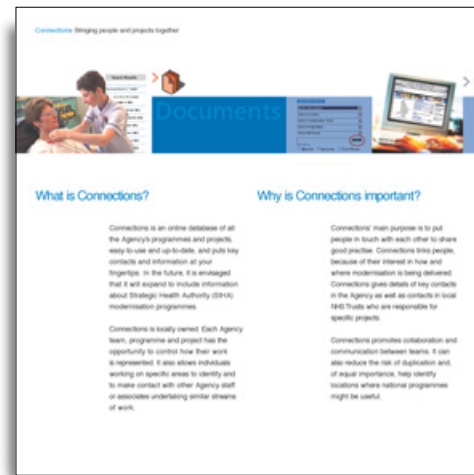 Connections Bringing people and projects together
Search Results
Documents
What is Connections?
Connections is an online database of all
the Agency's programmes and projects,
easy-to-use and up-to-date, and puts key
contacts and information at your
fingertips. In the future, it is envisaged
that it will expand to include information
about Strategic Health Authority (StHA)
modernisation programmes.
Connections is locally owned. Each Agency
team, programme and project has the
opportunity to control how their work
is represented. It also allows individuals
working on specific areas to identify and
to make contact with other Agency staff
or associates undertaking similar streams
of work.
Why is Connections important?
Connections' main purpose is to put
people in touch with each other to share
good practise. Connections links people,
because of their interest in how and
where modernisation is being delivered.
Connections gives details of key contacts
in the Agency as well as contacts in local
NHS Trusts who are responsible for
specific projects.
Connections promotes collaboration and
communication between teams. It can
also reduce the risk of duplication and,
of equal importance, help identify
locations where national programmes
might be useful.